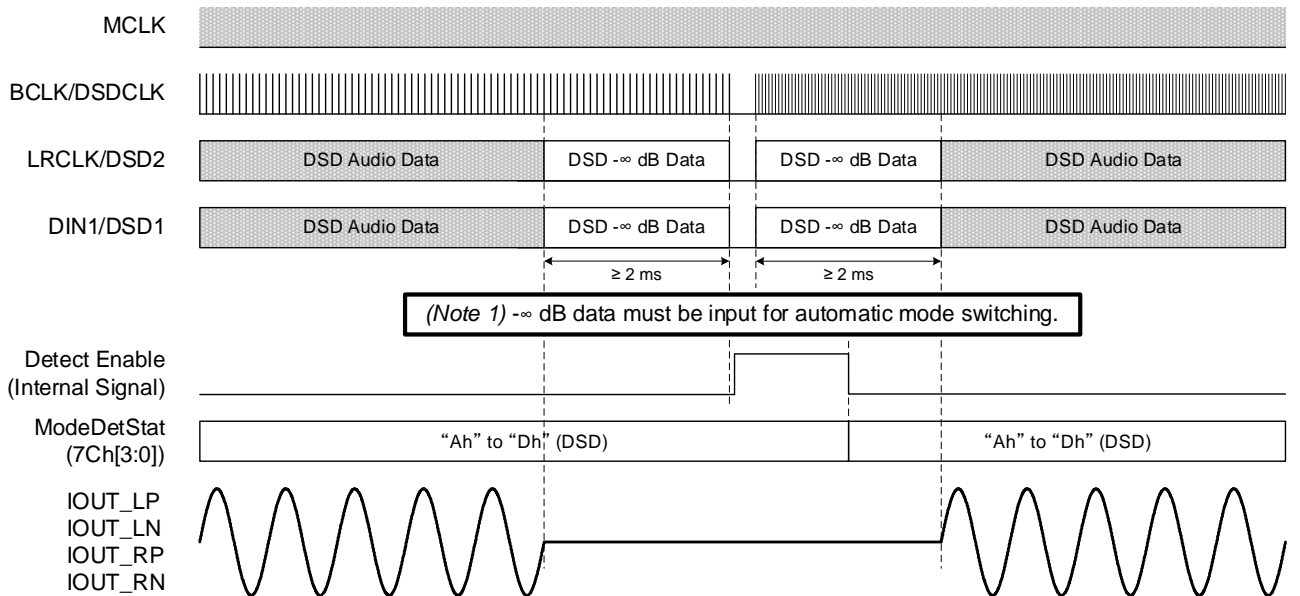 MCLK
BCLK/DSDCLK
LRCLK/DSD2
DSD Audio Data
DSD -∞ dB Data
DSD -∞ dB Data
DSD Audio Data
DIN1/DSD1
DSD Audio Data
DSD -∞ dB Data
DSD -∞ dB Data
DSD Audio Data
≥ 2 ms
≥ 2 ms
(Note 1) -∞ dB data must be input for automatic mode switching.
Detect Enable
(Internal Signal)
ModeDetStat
(7Ch[3:0])
“Ah” to “Dh” (DSD)
“Ah” to “Dh” (DSD)
IOUT_LP
IOUT_LN
IOUT_RP
IOUT_RN